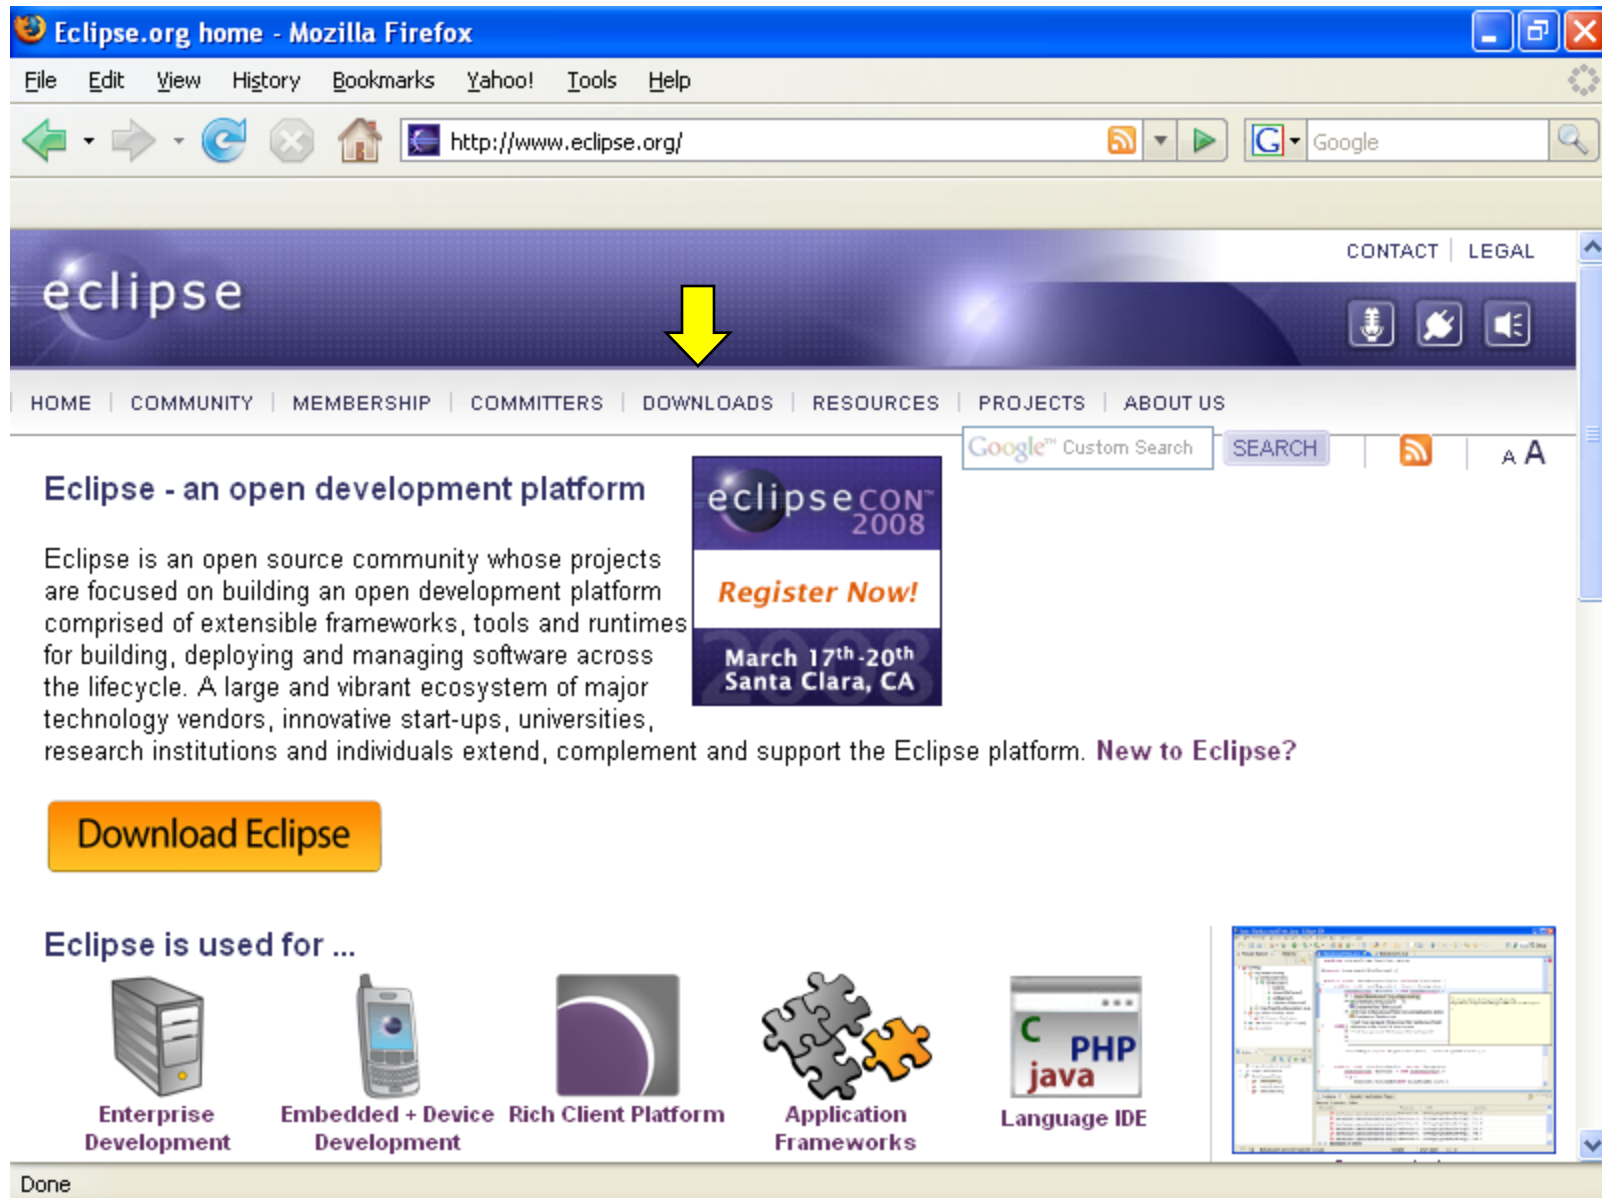 Eclipse.org home - Mozilla Firefox
File Edit View History Bookmarks Yahoo! Tools Help
http://www.eclipse.org/ G Google
CONTACT LEGAL
eclipse
HOME COMMUNITY MEMBERSHIP COMMITTERS DOWNLOADS RESOURCES PROJECTS ABOUT US
Google™ Custom Search SEARCH A A
Eclipse - an open development platform
eclipsecon™
2008
Register Now!
March 17th-20th
Santa Clara, CA
Eclipse is an open source community whose projects
are focused on building an open development platform
comprised of extensible frameworks, tools and runtimes
for building, deploying and managing software across
the lifecycle. A large and vibrant ecosystem of major
technology vendors, innovative start-ups, universities,
research institutions and individuals extend, complement and support the Eclipse platform. New to Eclipse?
Download Eclipse
Eclipse is used for ...
C
PHP
java
Enterprise
Development
Embedded + Device
Development
Rich Client Platform
Application
Frameworks
Language IDE
Done